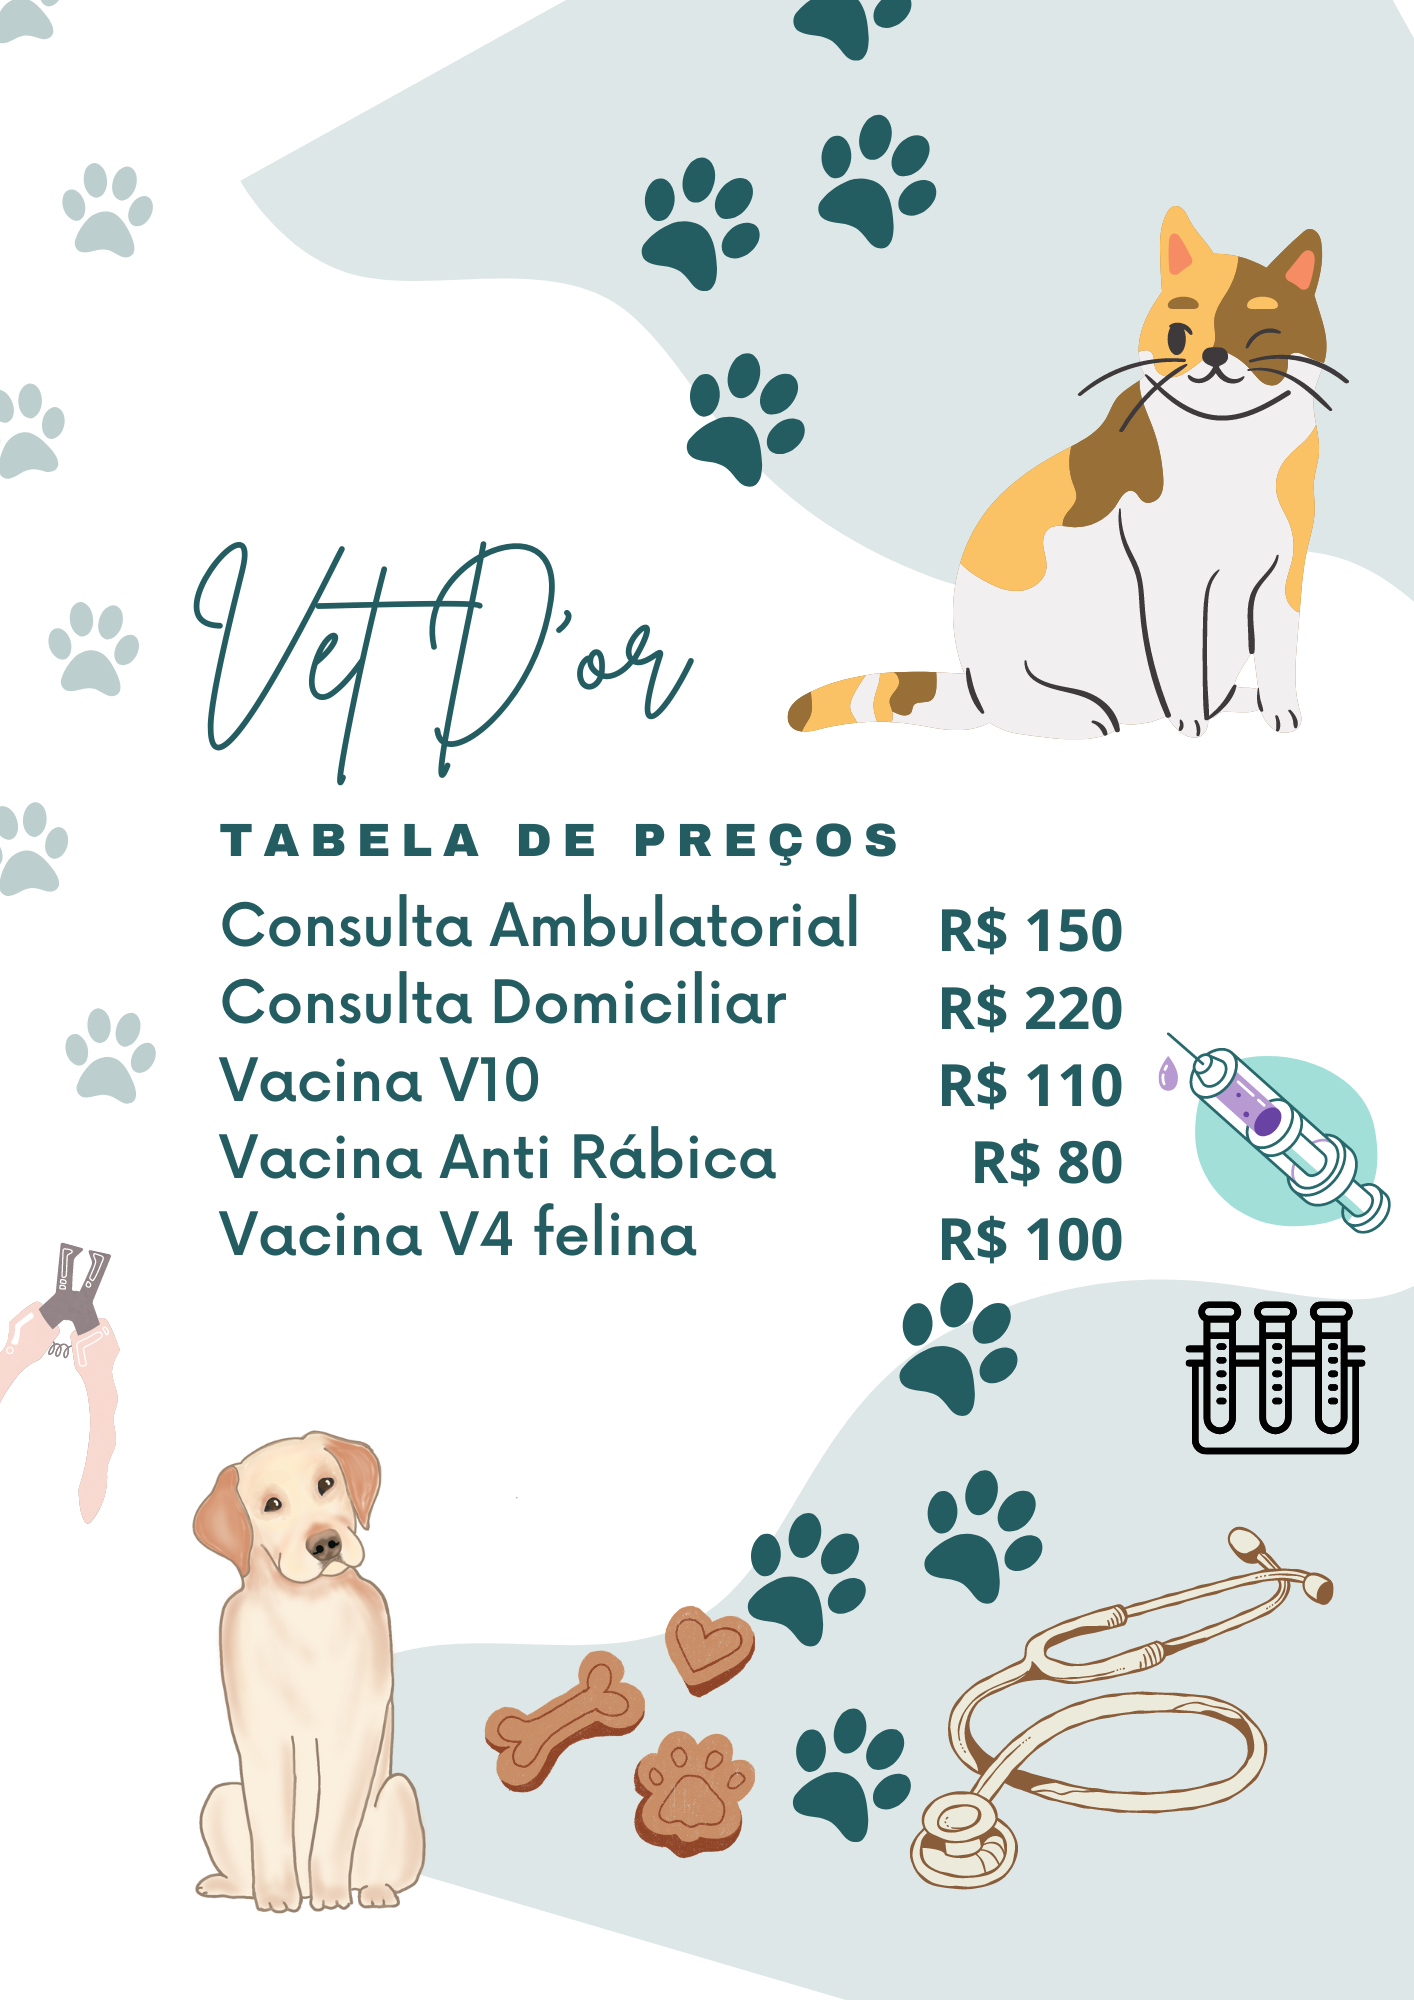 Vet D'or
TABELA DE PREÇOS
Consulta Ambulatorial R$ 150
Consulta Domiciliar R$ 220
Vacina V10 R$ 110
Vacina Anti Rábica R$ 80
Vacina V4 felina R$ 100